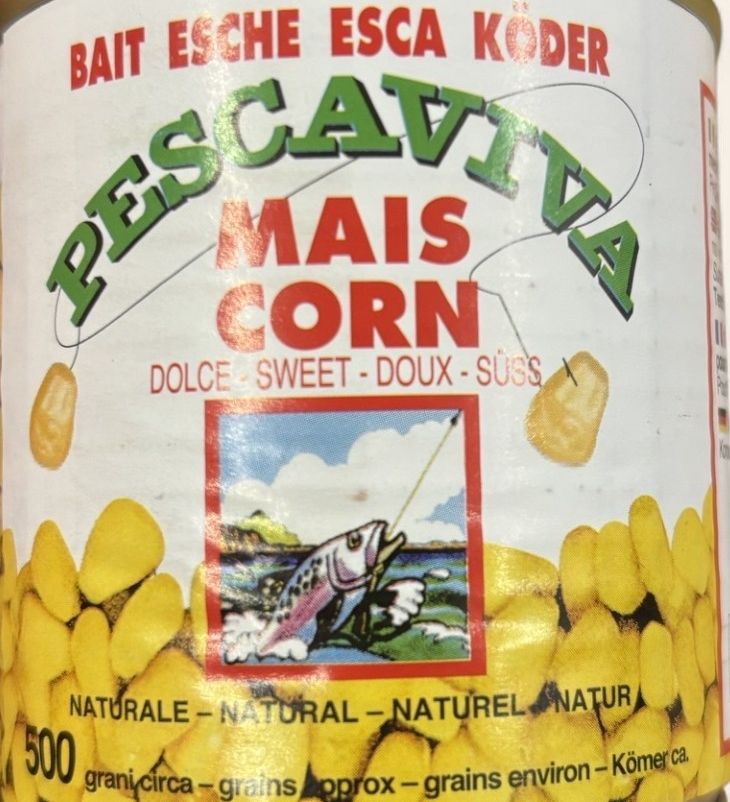 BAIT ESCHE ESCA KÖDER
PESCAVIVA
MAIS
CORN
DOLCE - SWEET - DOUX - SÜSS
NATURALE – NATURAL – NATUREL NATUR
500 grani circa – grains approx – grains environ – Körner ca.